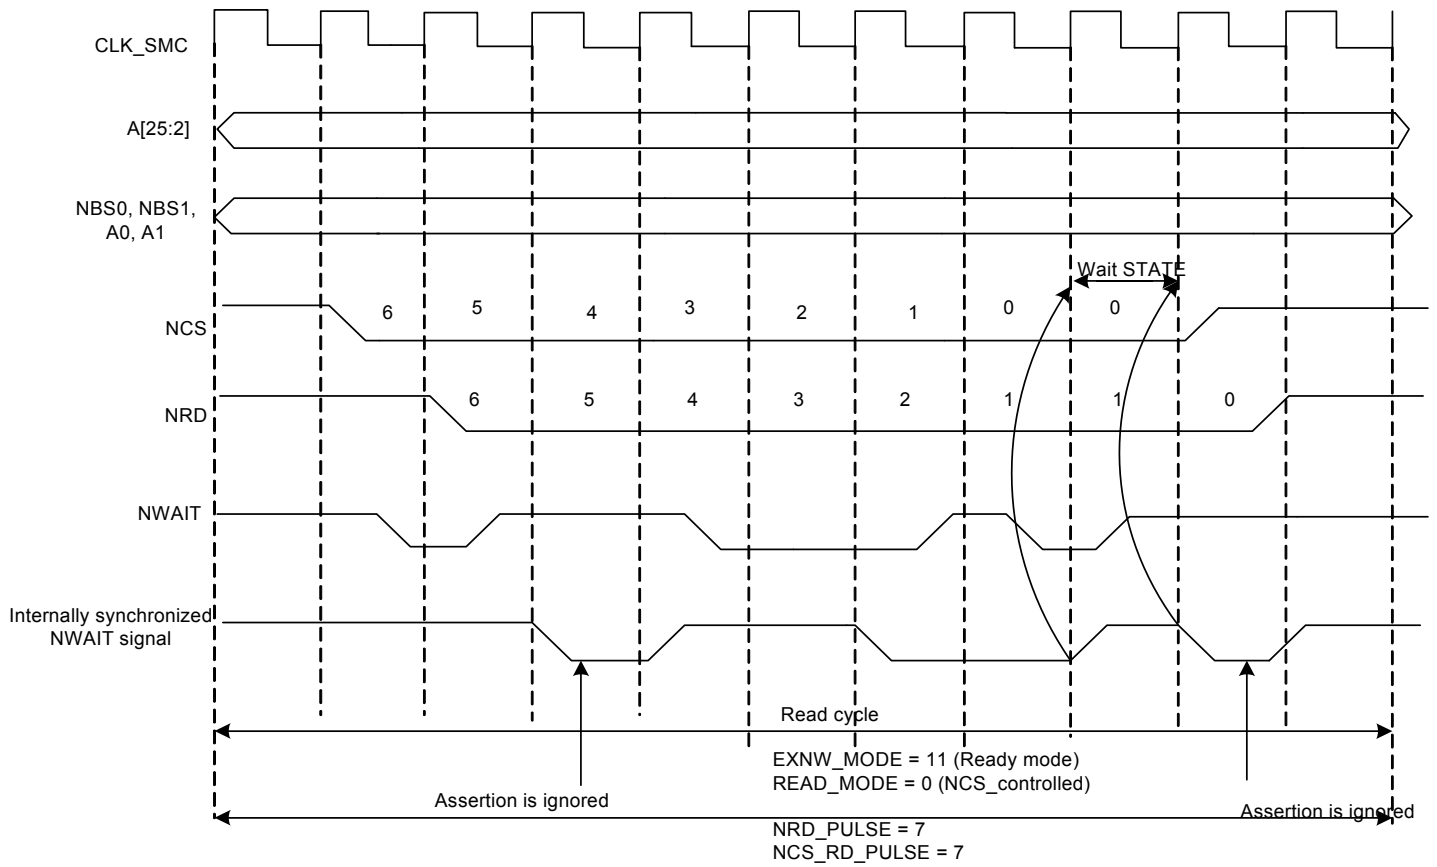 CLK_SMC
A[25:2]
NBS0, NBS1,
A0, A1
Wait STATE
NCS
6 5 4 3 2 1 0 0
NRD
6 5 4 3 2 1 1 0
NWAIT
Internally synchronized
NWAIT signal
Read cycle
EXNW_MODE = 11 (Ready mode)
READ_MODE = 0 (NCS_controlled)
Assertion is ignored
Assertion is ignored
NRD_PULSE = 7
NCS_RD_PULSE = 7